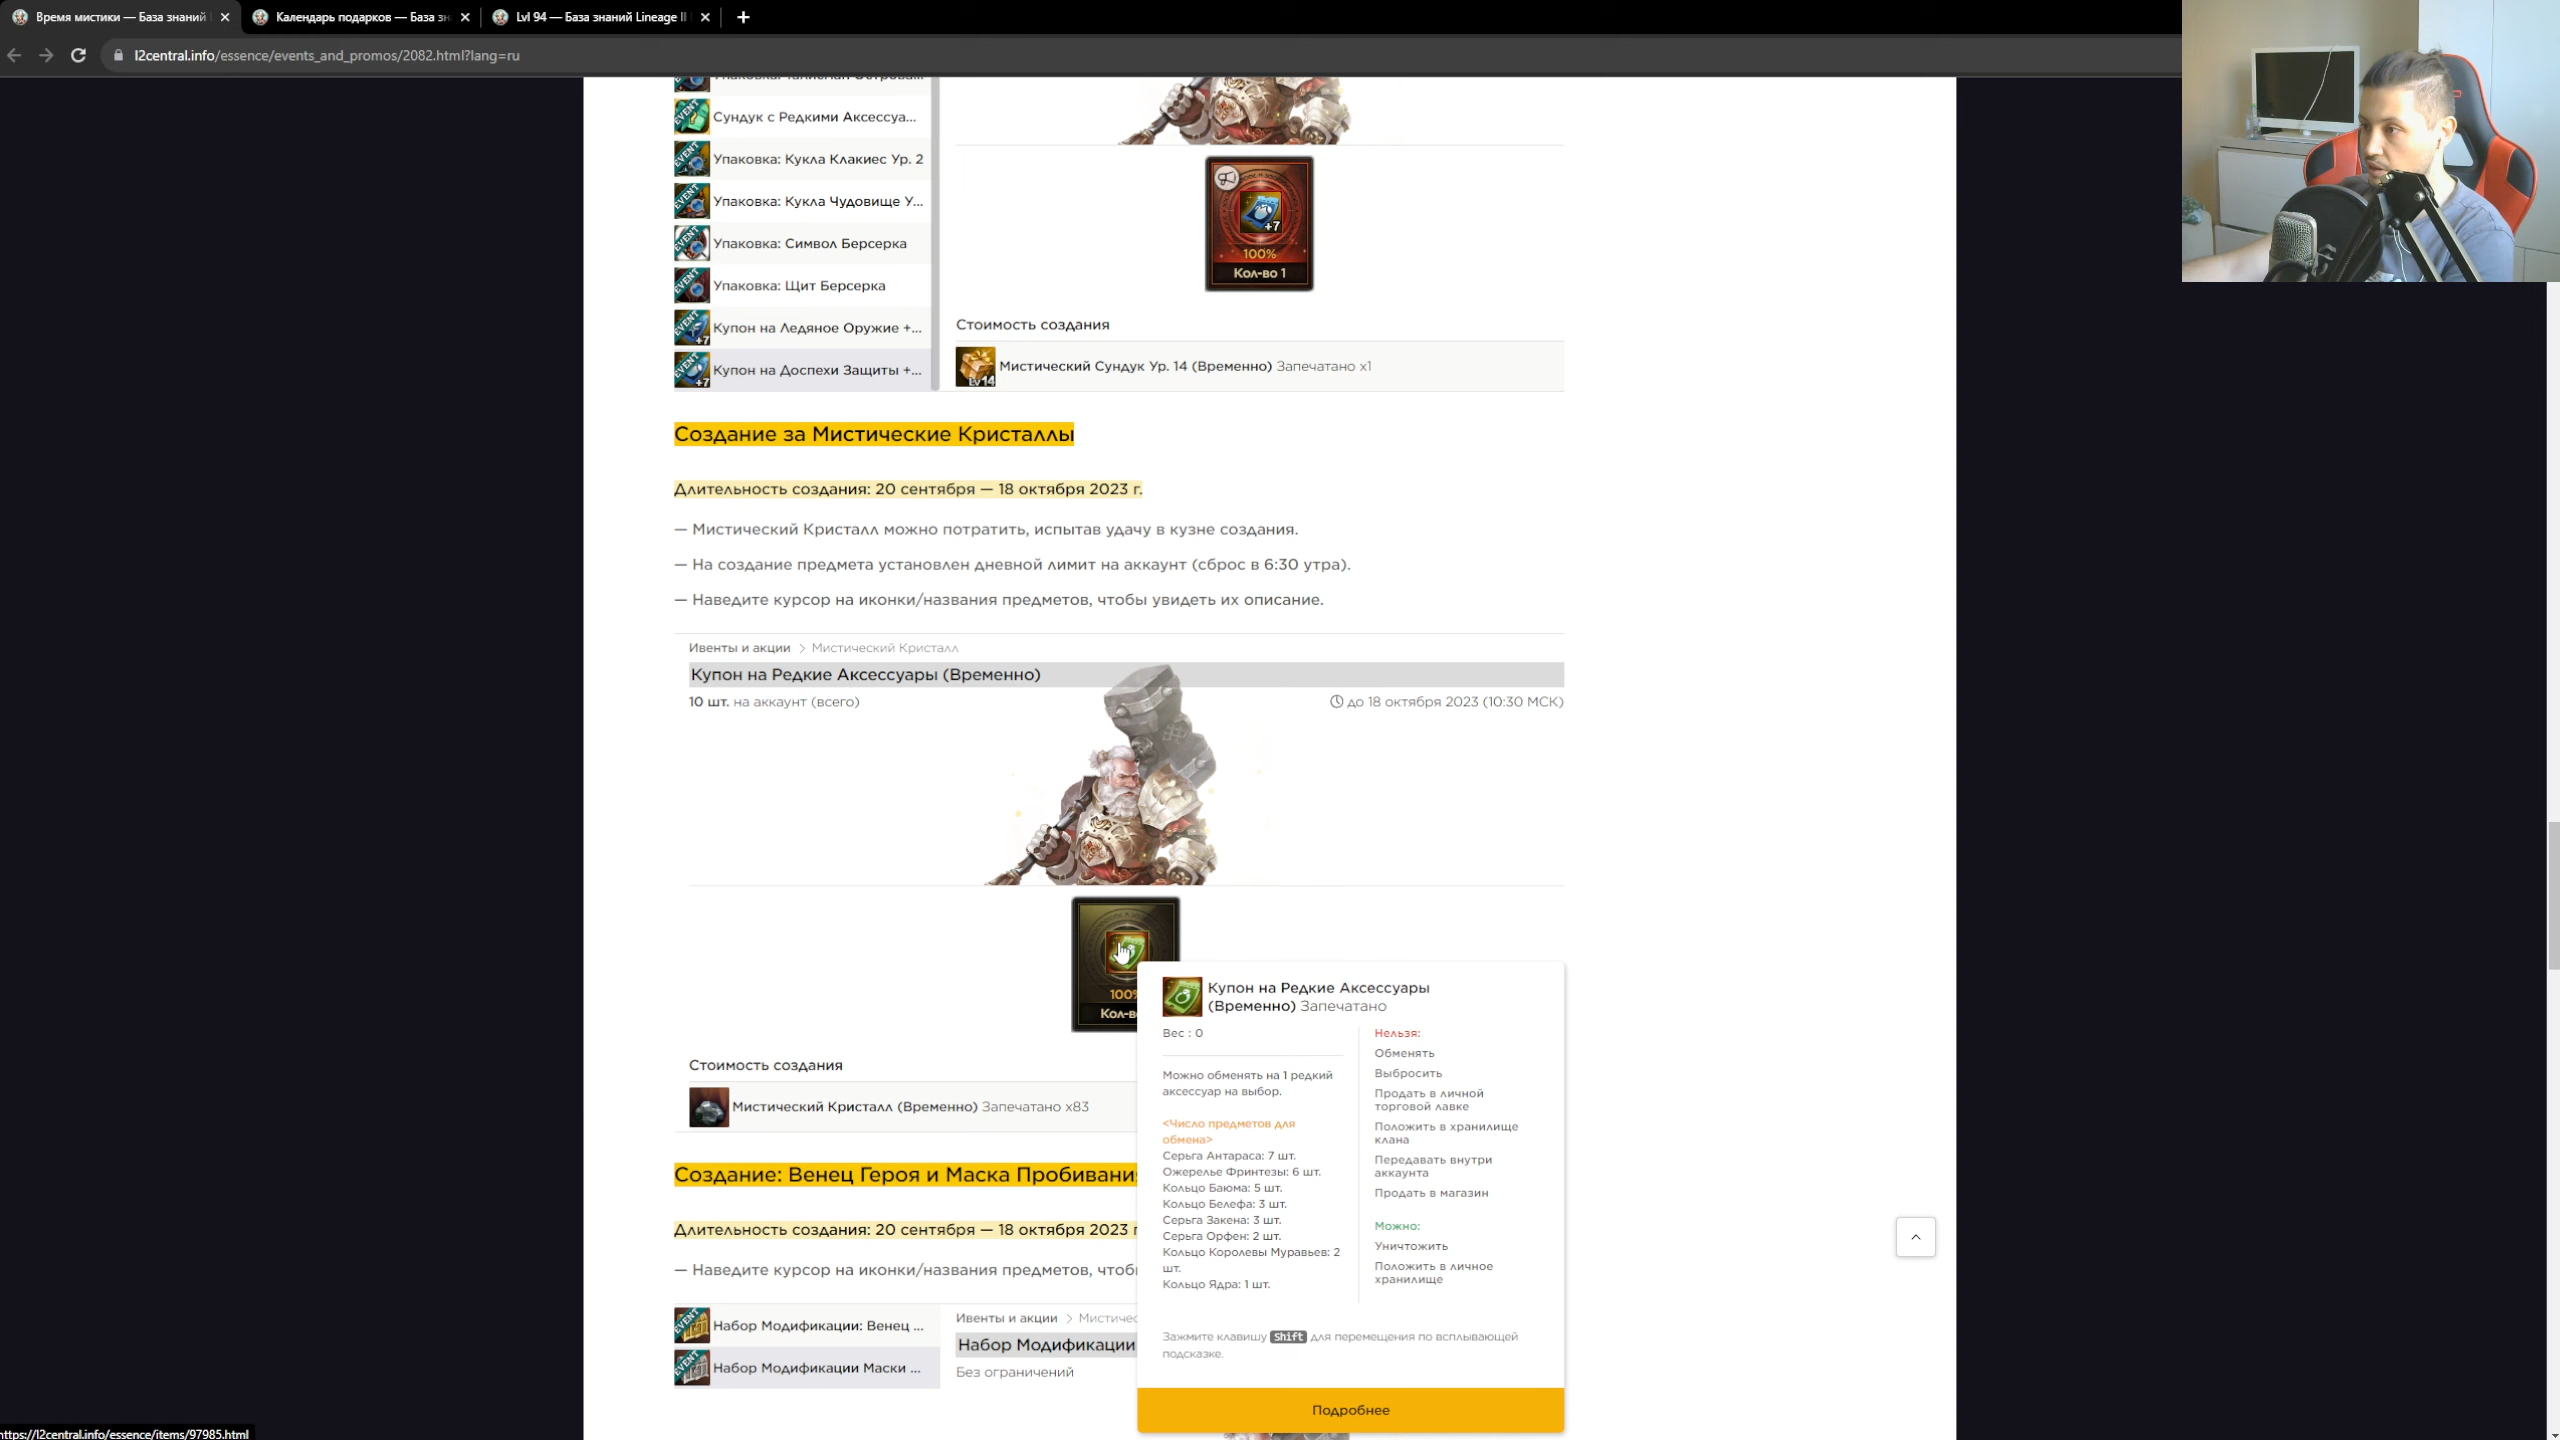 Время мистики — База знаний
Календарь подарков — База зн
Lvl 94 — База знаний Lineage II
l2central.info/essence/events_and_promos/2082.html?lang=ru
Сундук с Редкими Аксессуа...
Упаковка: Кукла Клакиес Ур. 2
Упаковка: Кукла Чудовище У...
Упаковка: Символ Берсерка
Упаковка: Щит Берсерка
Купон на Ледяное Оружие +...
Купон на Доспехи Защиты +...
+7
100%
Кол-во 1
Стоимость создания
Мистический Сундук Ур. 14 (Временно) Запечатано x1
Создание за Мистические Кристаллы
Длительность создания: 20 сентября — 18 октября 2023 г.
— Мистический Кристалл можно потратить, испытав удачу в кузне создания.
— На создание предмета установлен дневной лимит на аккаунт (сброс в 6:30 утра).
— Наведите курсор на иконки/названия предметов, чтобы увидеть их описание.
Ивенты и акции > Мистический Кристалл
Купон на Редкие Аксессуары (Временно)
10 шт. на аккаунт (всего)
до 18 октября 2023 (10:30 МСК)
100%
Кол-в
Стоимость создания
Мистический Кристалл (Временно) Запечатано x83
Создание: Венец Героя и Маска Пробивани
Длительность создания: 20 сентября — 18 октября 2023 г
— Наведите курсор на иконки/названия предметов, чтоб
Набор Модификации: Венец ...
Набор Модификации Маски ...
Ивенты и акции > Мистичес
Набор Модификации
Без ограничений
Купон на Редкие Аксессуары
(Временно) Запечатано
Вес : 0
Можно обменять на 1 редкий
аксессуар на выбор.
<Число предметов для
обмена>
Серьга Антараса: 7 шт.
Ожерелье Фринтезы: 6 шт.
Кольцо Баюма: 5 шт.
Кольцо Белефа: 3 шт.
Серьга Закена: 3 шт.
Серьга Орфен: 2 шт.
Кольцо Королевы Муравьев: 2
шт.
Кольцо Ядра: 1 шт.
Нельзя:
Обменять
Выбросить
Продать в личной
торговой лавке
Положить в хранилище
клана
Передавать внутри
аккаунта
Продать в магазин
Можно:
Уничтожить
Положить в личное
хранилище
Зажмите клавишу Shift для перемещения по всплывающей
подсказке.
Подробнее
https://l2central.info/essence/items/97985.html